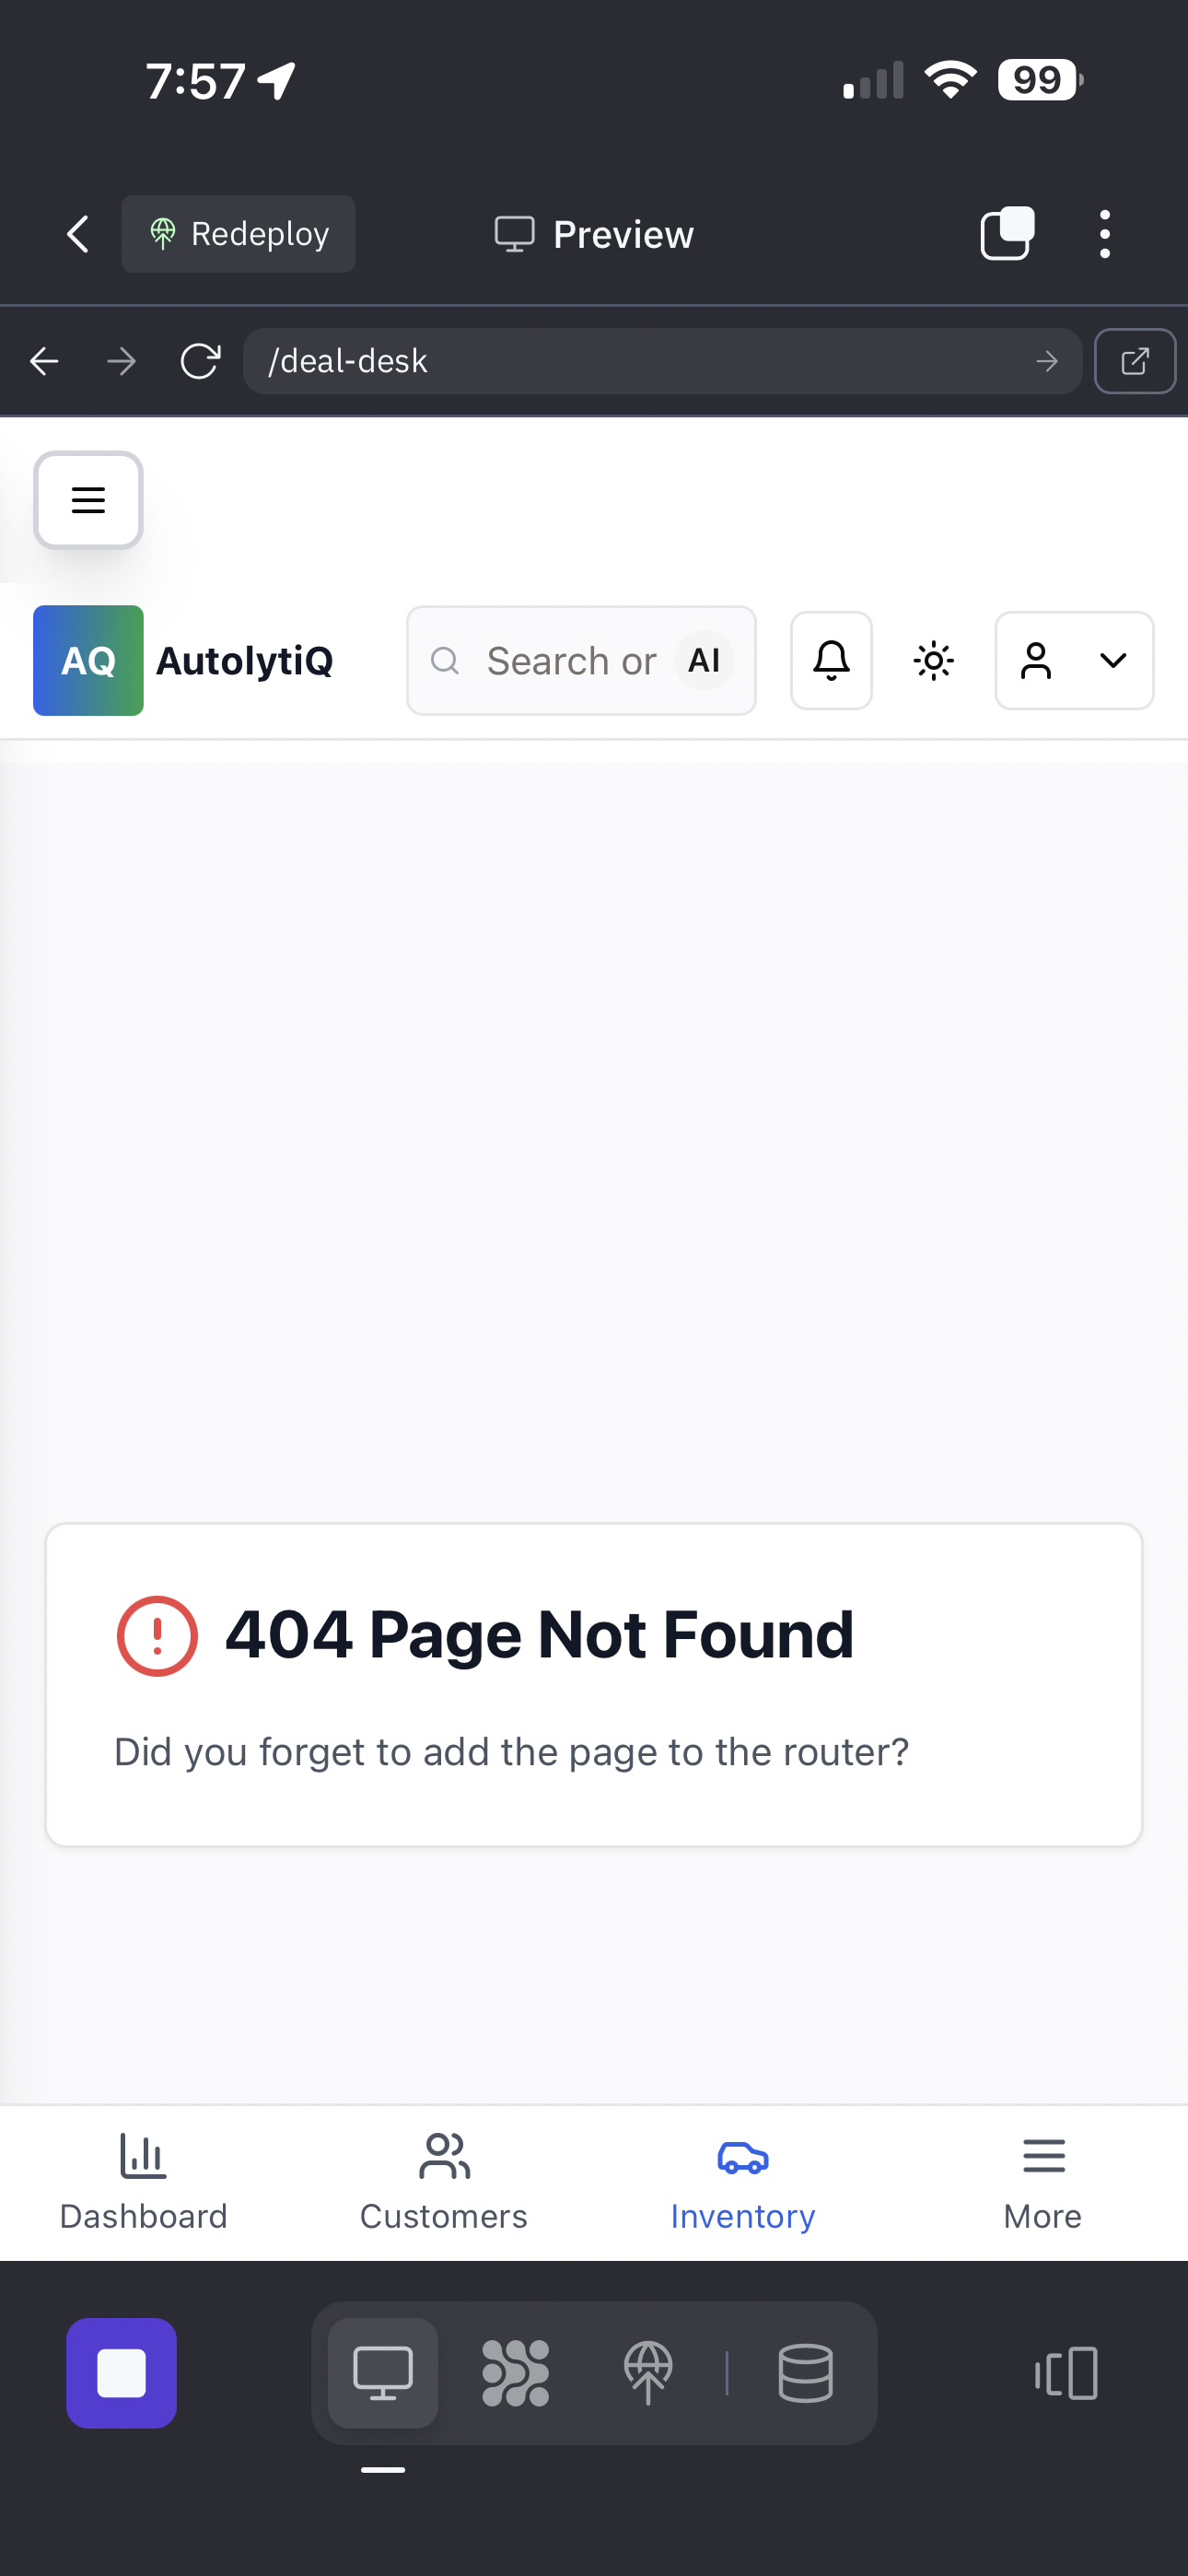 7:57
99
Redeploy
Preview
/deal-desk
AQ
AutolytiQ
Search or
AI
404 Page Not Found
Did you forget to add the page to the router?
Dashboard
Customers
Inventory
More